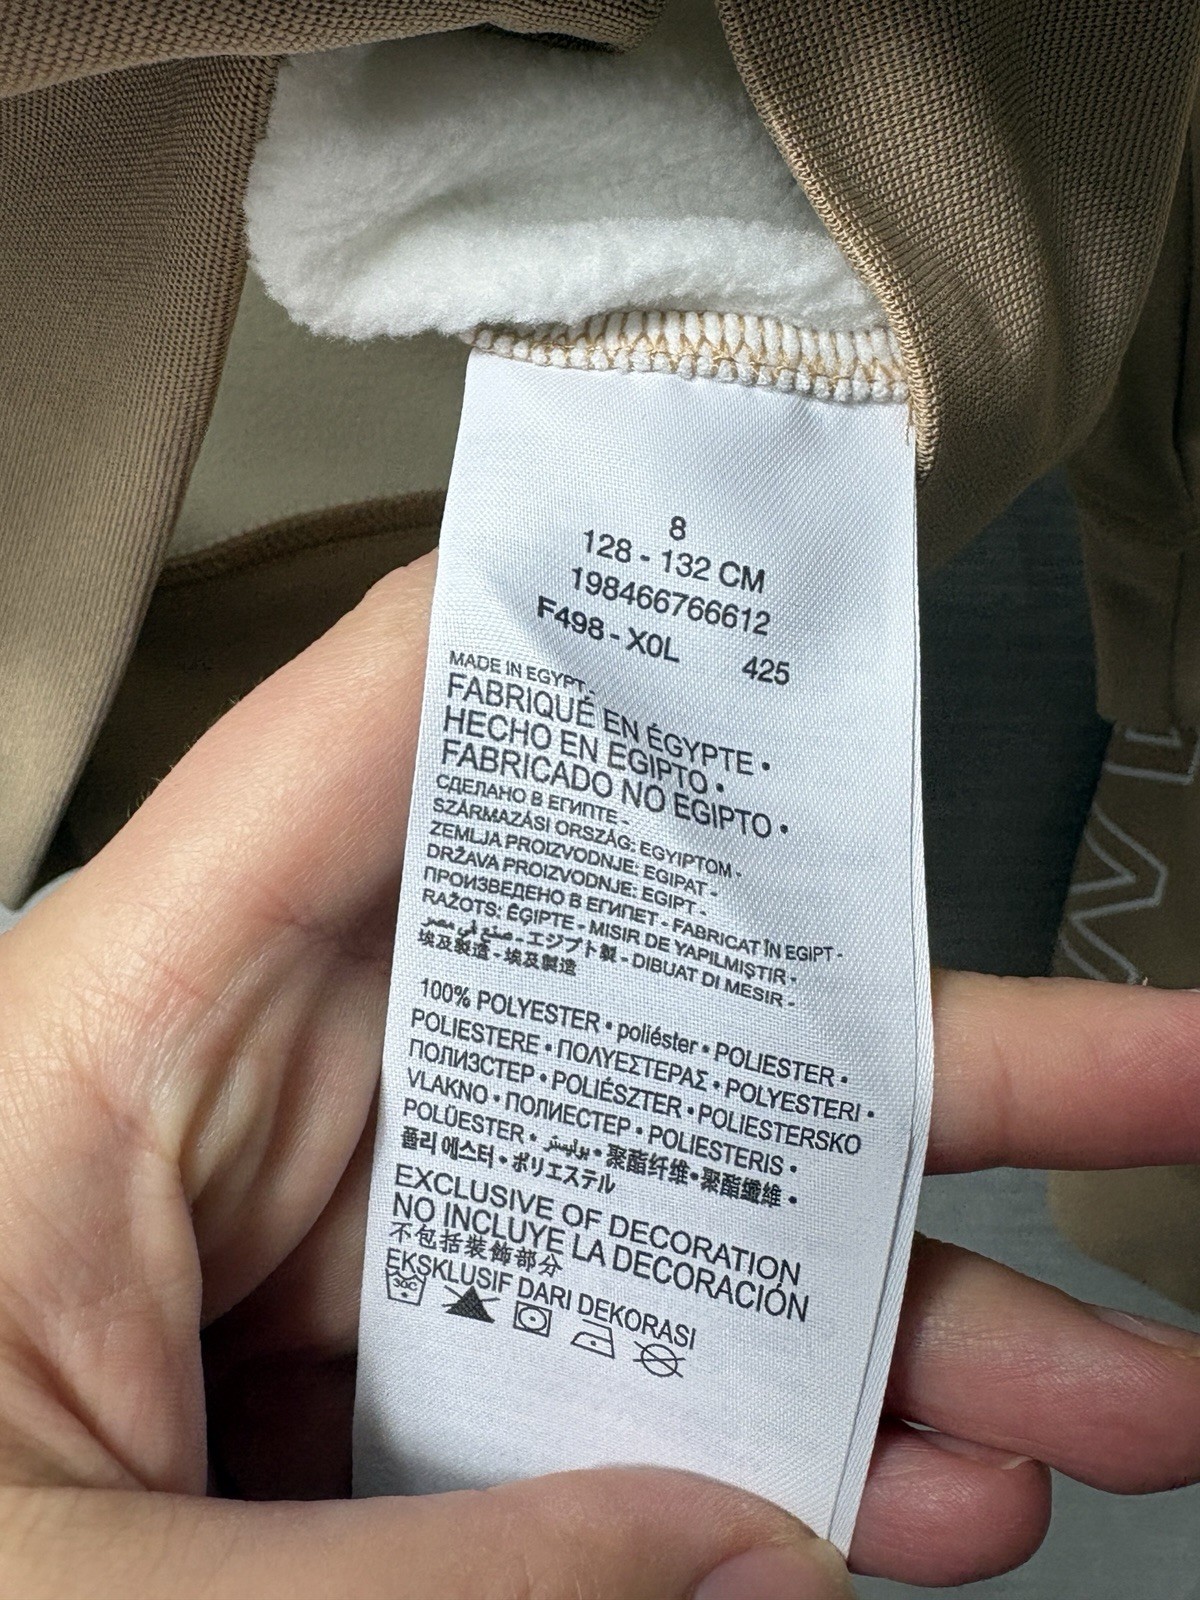 8
128 - 132 CM
198466766612
F498 - X0L 425
MADE IN EGYPT -
FABRIQUÉ EN ÉGYPTE •
HECHO EN EGIPTO •
FABRICADO NO EGIPTO •
СДЕЛАНО В ЕГИПТЕ -
SZÁRMAZÁSI ORSZÁG: EGYIPTOM -
ZEMLJA PROIZVODNJE: EGIPAT -
DRŽAVA PROIZVODNJE: EGIPT -
ПРОИЗВЕДЕНО В ЕГИПЕТ - FABRICAT ÎN EGIPT -
RAŽOTS: ĒGIPTE - MISIR DE YAPILMIŞTIR -
صنع في مصر - エジプト製 - DIBUAT DI MESIR -
埃及製造 - 埃及製造
100% POLYESTER • poliéster • POLIESTER •
POLIESTERE • ΠΟΛΥΕΣΤΕΡΑΣ • POLYESTERI •
ПОЛИЭСТЕР • POLIÉSZTER • POLIESTERSKO
VLAKNO • ПОЛИЕСТЕР • POLIESTERIS •
POLÜESTER • بوليستر • 聚酯纤维 • 聚酯纖維 •
폴리 에스터 • ポリエステル
EXCLUSIVE OF DECORATION
NO INCLUYE LA DECORACIÓN
不包括裝飾部分
EKSKLUSIF DARI DEKORASI
30C